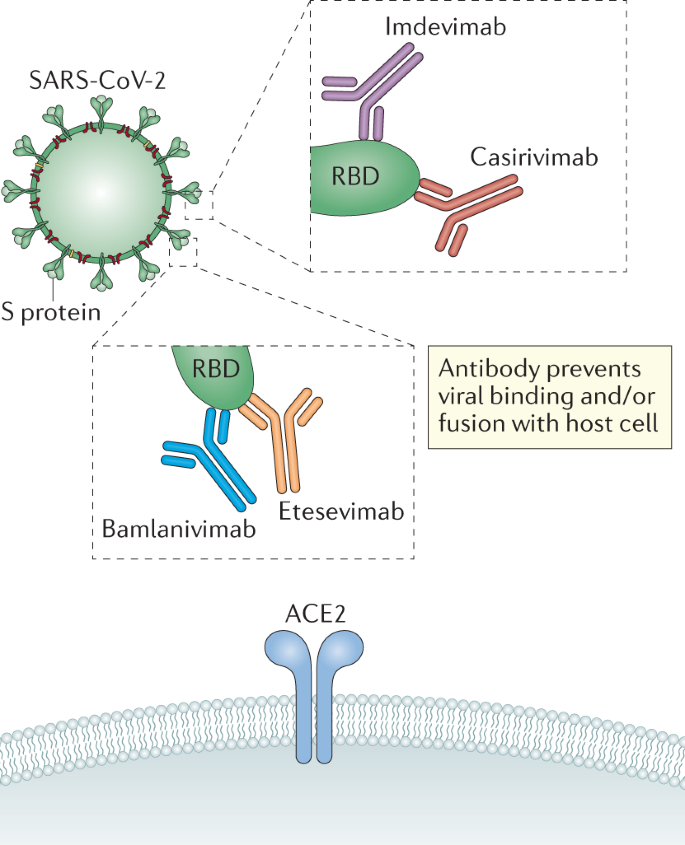 Imdevimab
SARS-CoV-2
Casirivimab
RBD
S protein
RBD
Antibody prevents
viral binding and/or
fusion with host cell
Etesevimab
Bamlanivimab
ACE2